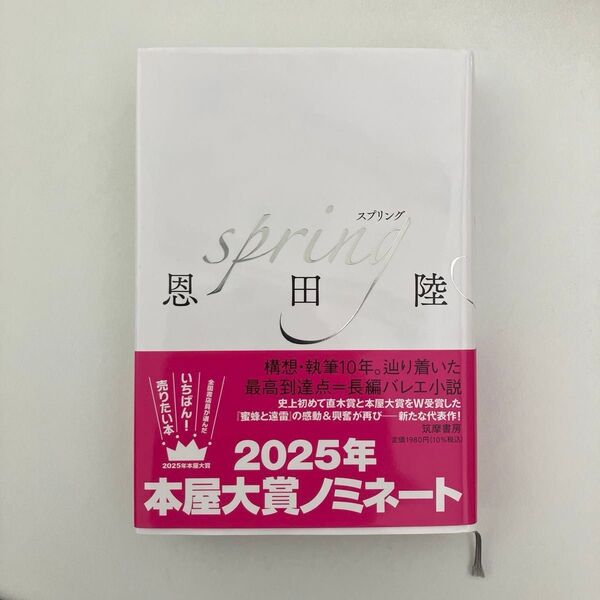 スプリング
spring
恩田陸
構想・執筆10年。辿り着いた
最高到達点=長編バレエ小説
史上初めて直木賞と本屋大賞をW受賞した
『蜜蜂と遠雷』の感動&興奮が再び――新たな代表作!
筑摩書房
定価1980円(10%税込)
全国書店員が選んだ
いちばん!
売りたい本
2025年本屋大賞
2025年
本屋大賞ノミネート